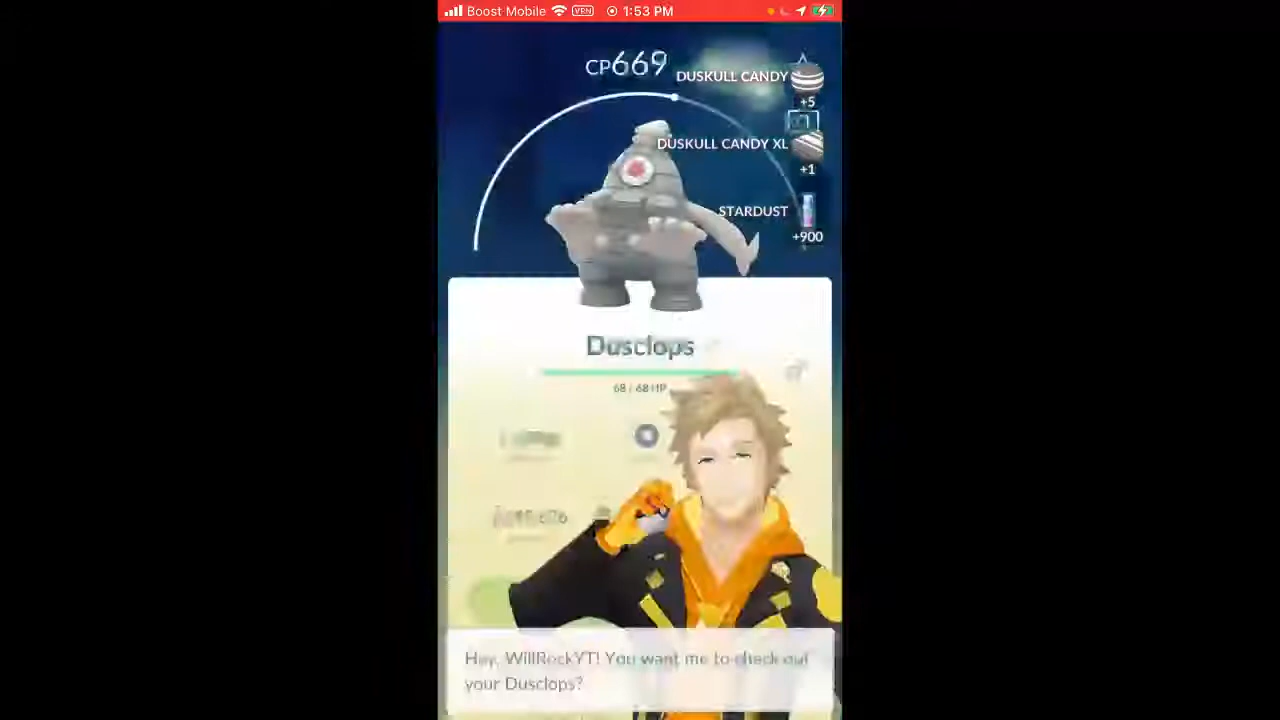 Boost Mobile VPN 1:53 PM
CP669
DUSKULL CANDY
+5
DUSKULL CANDY XL
+1
STARDUST
+900
Dusclops
68 / 68 HP
Hey, WillRockYT! You want me to check out
your Dusclops?